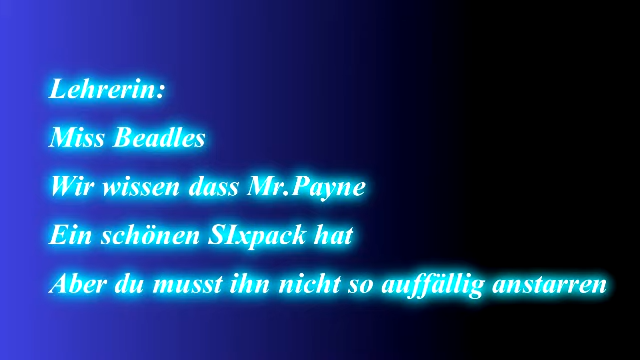 Lehrerin:
Miss Beadles
Wir wissen dass Mr.Payne
Ein schönen SIxpack hat
Aber du musst ihn nicht so auffällig anstarren